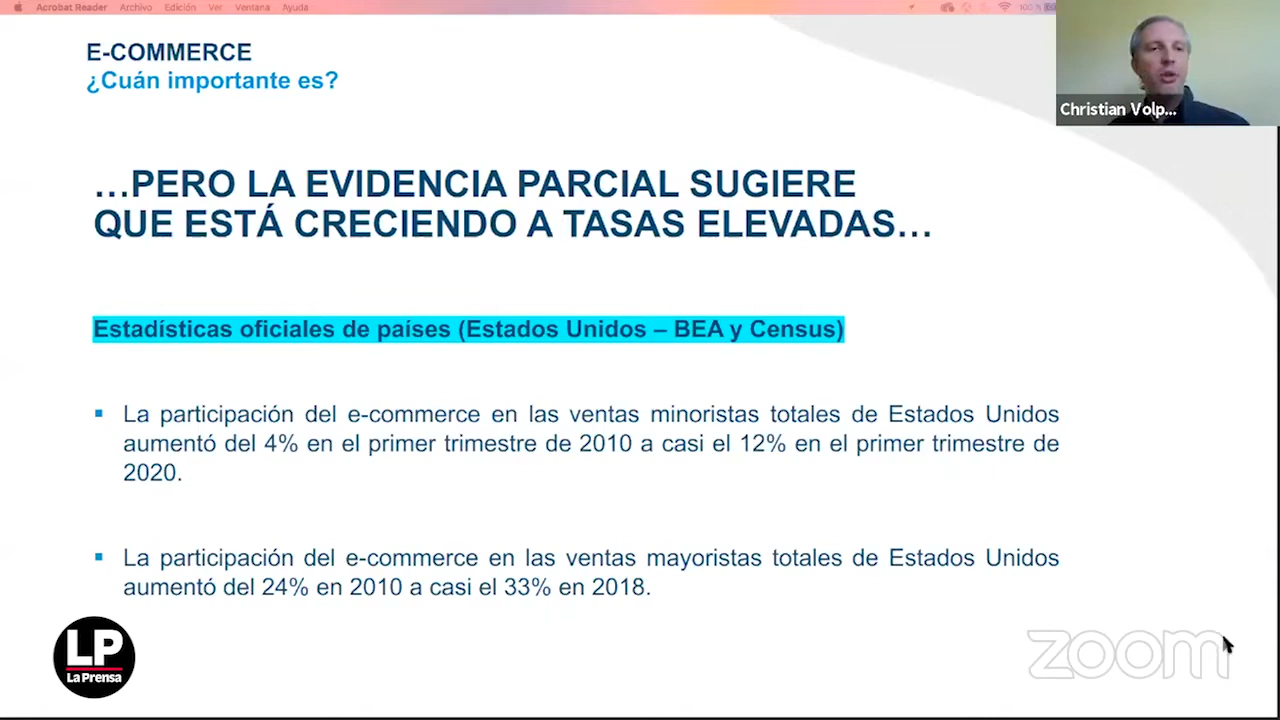 Acrobat Reader Archivo Edición Ver Ventana Ayuda 100 %
E-COMMERCE
¿Cuán importante es?
Christian Volp...
…PERO LA EVIDENCIA PARCIAL SUGIERE
QUE ESTÁ CRECIENDO A TASAS ELEVADAS…
Estadísticas oficiales de países (Estados Unidos – BEA y Census)
▪ La participación del e-commerce en las ventas minoristas totales de Estados Unidos
aumentó del 4% en el primer trimestre de 2010 a casi el 12% en el primer trimestre de
2020.
▪ La participación del e-commerce en las ventas mayoristas totales de Estados Unidos
aumentó del 24% en 2010 a casi el 33% en 2018.
LP
La Prensa
zoom